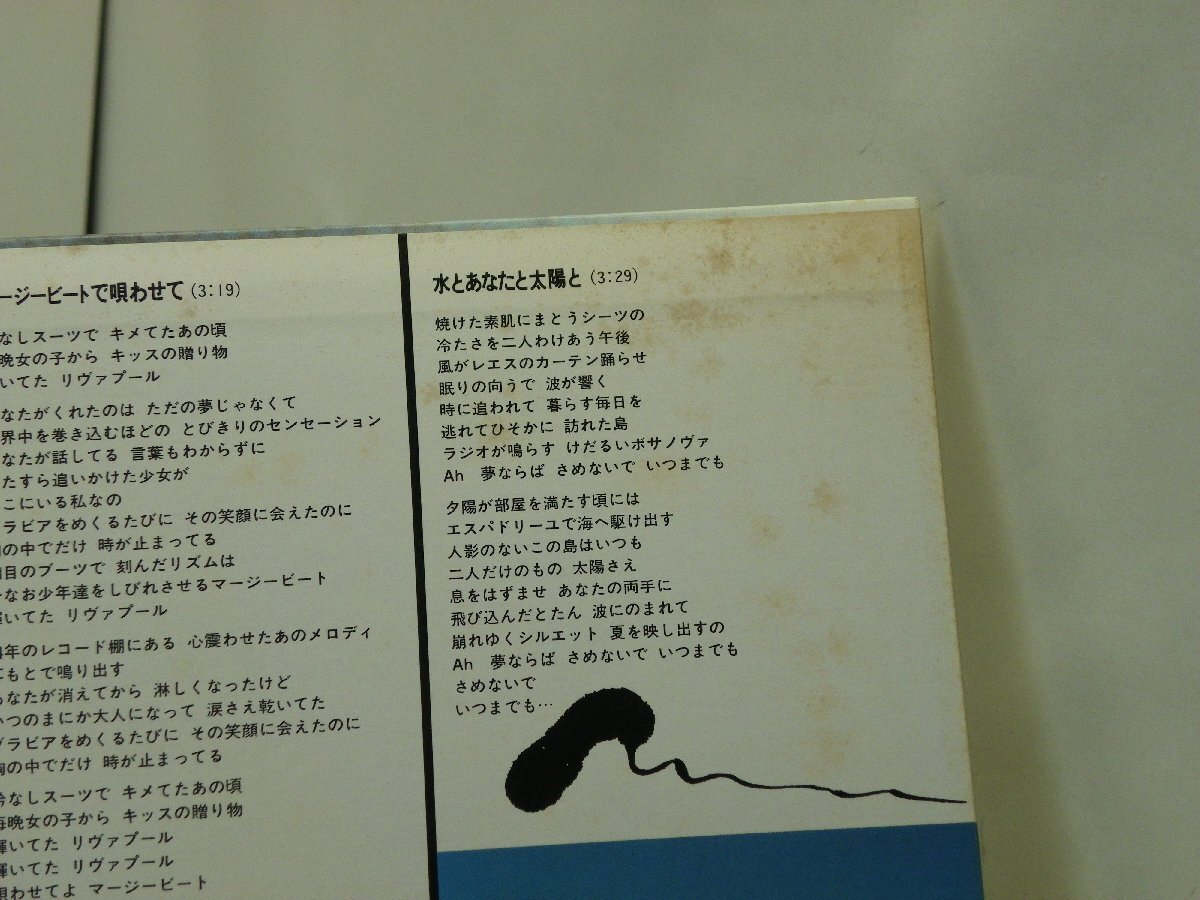 ージービートで唄わせて (3:19)
なしスーツで キメてたあの頃
晩女の子から キッスの贈り物
いてた リヴァプール
なたがくれたのは ただの夢じゃなくて
界中を巻き込むほどの とびきりのセンセーション
なたが話してる 言葉もわからずに
たすら追いかけた少女が
こにいる私なの
ラビアをめくるたびに その笑顔に会えたのに
の中でだけ 時が止まってる
目のブーツで 刻んだリズムは
なお少年達をしびれさせるマージービート
いてた リヴァプール
年のレコード棚にある 心震わせたあのメロディ
もとで鳴り出す
あなたが消えてから 淋しくなったけど
いつのまにか大人になって 涙さえ乾いてた
グラビアをめくるたびに その笑顔に会えたのに
胸の中でだけ 時が止まってる
衿なしスーツで キメてたあの頃
毎晩女の子から キッスの贈り物
輝いてた リヴァプール
輝いてた リヴァプール
唄わせてよ マージービート
水とあなたと太陽と (3:29)
焼けた素肌にまとうシーツの
冷たさを二人わけあう午後
風がレエスのカーテン踊らせ
眠りの向うで 波が響く
時に追われて 暮らす毎日を
逃れてひそかに 訪れた島
ラジオが鳴らす けだるいボサノヴァ
Ah 夢ならば さめないで いつまでも
夕陽が部屋を満たす頃には
エスパドリーユで海へ駆け出す
人影のないこの島はいつも
二人だけのもの 太陽さえ
息をはずませ あなたの両手に
飛び込んだとたん 波にのまれて
崩れゆくシルエット 夏を映し出すの
Ah 夢ならば さめないで いつまでも
さめないで
いつまでも…